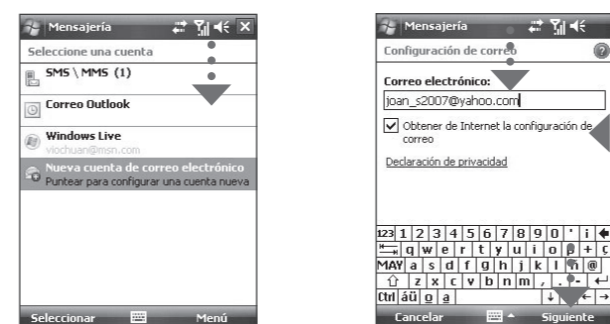 Mensajería
Seleccione una cuenta
SMS \ MMS (1)
Correo Outlook
Windows Live
viochuan@msn.com
Nueva cuenta de correo electrónico
Puntear para configurar una cuenta nueva
Seleccionar Menú
Mensajería
Configuración de correo
Correo electrónico:
joan_s2007@yahoo.com
Obtener de Internet la configuración de
correo
Declaración de privacidad
123 1 2 3 4 5 6 7 8 9 0 ' ¡
q w e r t y u i o p + ç
MAY a s d f g h j k l ñ @
z x c v b n m , . -
Ctrl áü º ª
Cancelar Siguiente